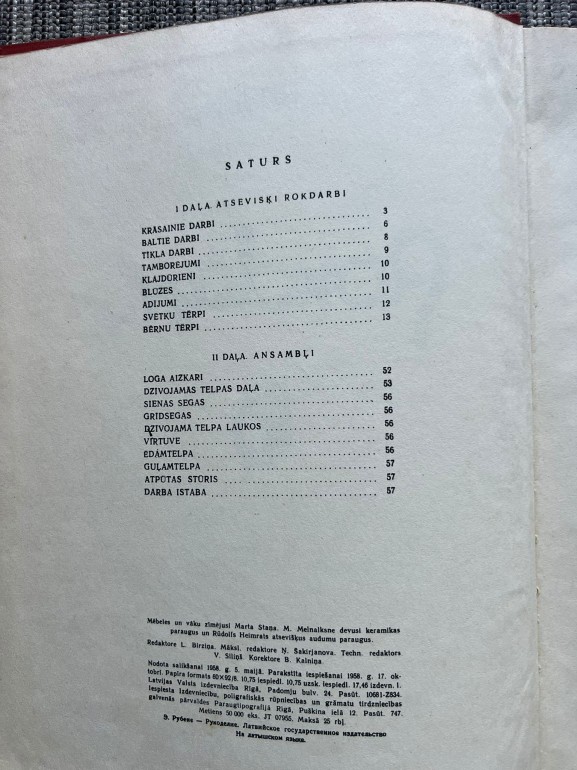 SATURS
I DAĻA. ATSEVIŠĶI ROKDARBI
KRĀSAINIE DARBI 3
BALTIE DARBI 6
TĪKLA DARBI 8
TAMBORĒJUMI 9
KLAJDŪRIENI 10
BLŪZES 10
ADĪJUMI 11
SVĒTKU TĒRPI 12
BĒRNU TĒRPI 13
II DAĻA. ANSAMBĻI
LOGA AIZKARI 52
DZĪVOJAMĀS TELPAS DAĻA 53
SIENAS SEGAS 56
GRĪDSEGAS 56
DZĪVOJAMĀ TELPA LAUKOS 56
VIRTUVE 56
ĒDAMTELPA 56
GUĻAMTELPA 57
ATPŪTAS STŪRIS 57
DARBA ISTABA 57
Mēbeles un vāku zīmējusi Marta Staņa. M. Melnalksne devusi keramikas
paraugus un Rūdolfs Heimrats atsevišķus audumu paraugus.
Redaktore L. Birziņa. Māksl. redaktore Ņ. Šakirjanova. Techn. redaktors
V. Siliņš Korektore B. Kalniņa.
Nodota salikšanai 1958. g. 5. maijā. Parakstīta iespiešanai 1958. g. 17. ok-
tobrī. Papīra formāts 60×92/8. 10,75 iespiedl. 10,75 uzsk. iespiedl. 17,46 izdevn. l.
Latvijas Valsts izdevniecība Rīgā, Padomju bulv. 24. Pasūt. 10681-Z834.
Iespiesta Izdevniecību, poligrafiskās rūpniecības un grāmatu tirdzniecības
galvenās pārvaldes Paraugtipogrāfijā Rīgā, Puškina ielā 12. Pasūt. 747.
Metiens 50 000 eks. JT 07955. Maksā 25 rbļ.
Э. Рубене — Рукоделие. Латвийское государственное издательство
На латышском языке.